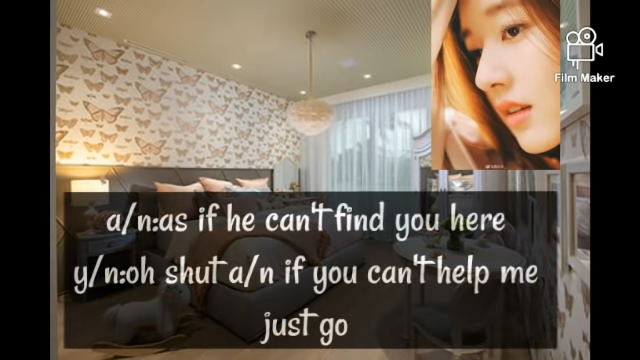 Film Maker
a/n:as if he can't find you here
y/n:oh shut a/n if you can't help me
just go